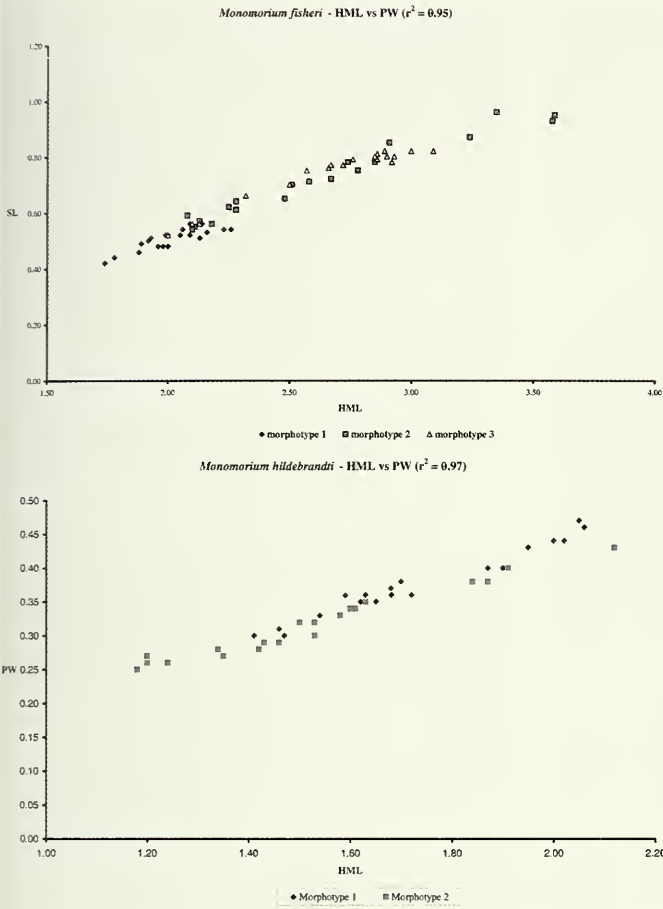 Monomorium fisheri - HML vs PW (r² = 0.95)
1.20
1.00
0.80
SL 0.60
0.40
0.20
0.00
1.50 2.00 2.50 3.00 3.50 4.00
HML
morphotype 1 morphotype 2 morphotype 3
Monomorium hildebrandti - HML vs PW (r² = 0.97)
0.50
0.45
0.40
0.35
0.30
PW 0.25
0.20
0.15
0.10
0.05
0.00
1.00 1.20 1.40 1.60 1.80 2.00 2.20
HML
Morphotype 1 Morphotype 2